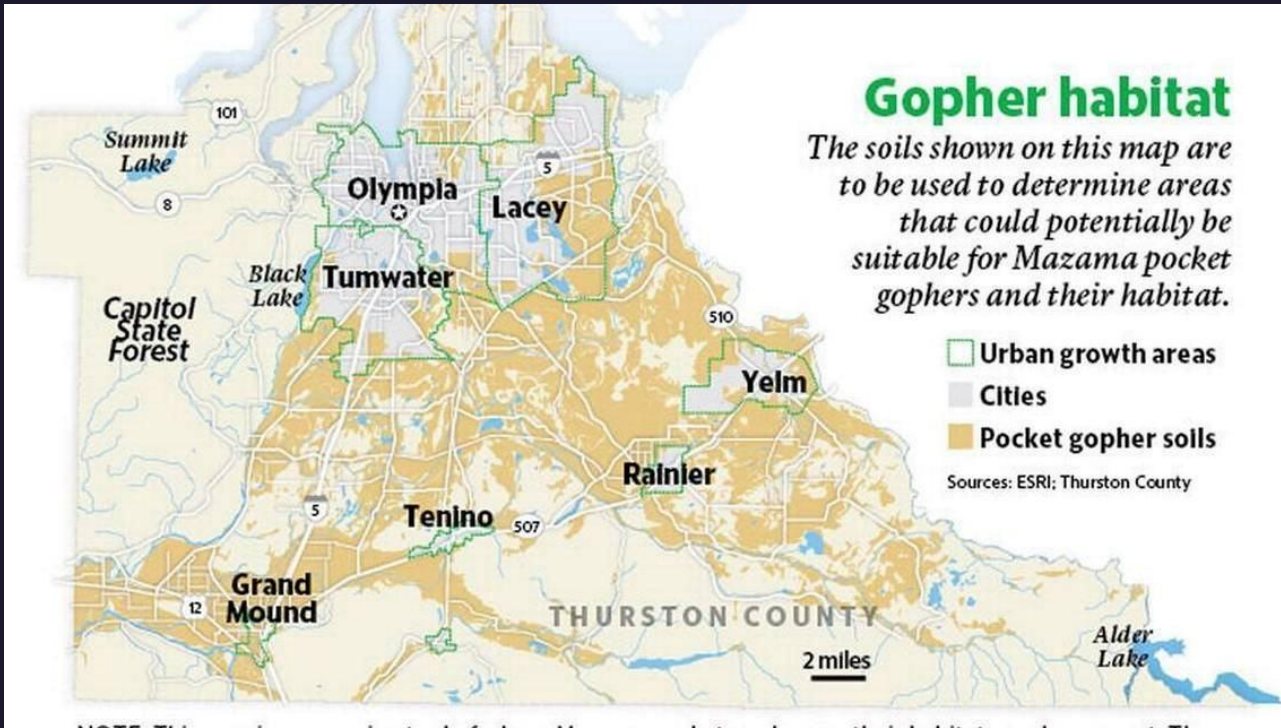 Gopher habitat
The soils shown on this map are
to be used to determine areas
that could potentially be
suitable for Mazama pocket
gophers and their habitat.
Urban growth areas
Cities
Pocket gopher soils
Sources: ESRI; Thurston County
101
Summit
Lake
8
5
Olympia
Lacey
Black
Lake
Tumwater
Capitol
State
Forest
510
Yelm
Rainier
5
Tenino
507
Grand
Mound
12
THURSTON COUNTY
2 miles
Alder
Lake